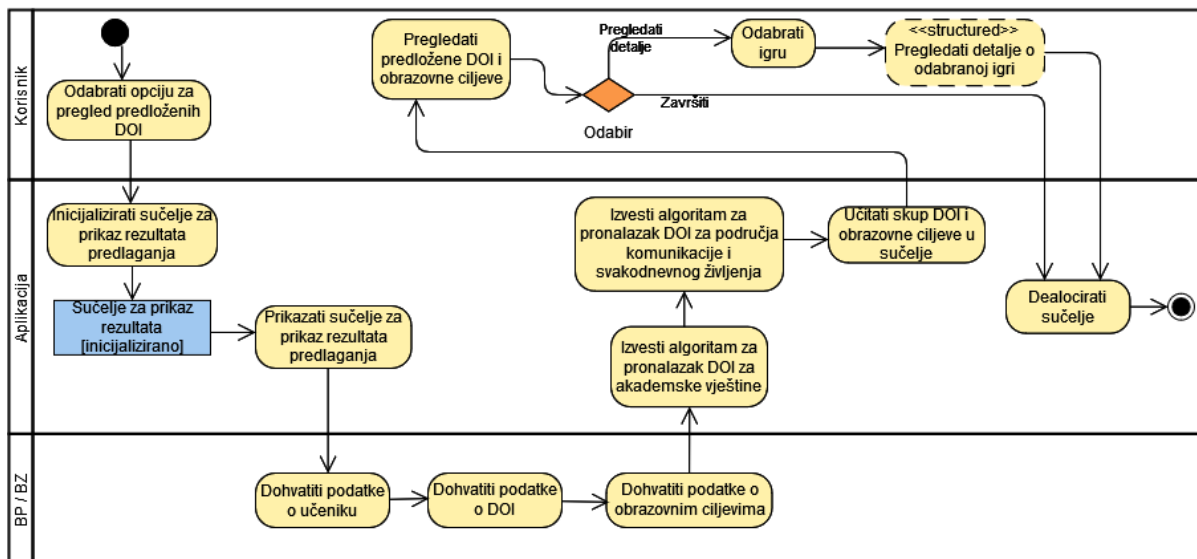 Korisnik
Odabrati opciju za
pregled predloženih
DOI
Pregledati
predložene DOI i
obrazovne ciljeve
Pregledati
detalje
Odabir
Završiti
Odabrati
igru
<<structured>>
Pregledati detalje o
odabranoj igri
Aplikacija
Inicijalizirati sučelje za
prikaz rezultata
predlaganja
Sučelje za prikaz
rezultata
[inicijalizirano]
Prikazati sučelje za
prikaz rezultata
predlaganja
Izvesti algoritam za
pronalazak DOI za područja
komunikacije i
svakodnevnog življenja
Izvesti algoritam za
pronalazak DOI za
akademske vještine
Učitati skup DOI i
obrazovne ciljeve u
sučelje
Dealocirati
sučelje
BP / BZ
Dohvatiti podatke
o učeniku
Dohvatiti podatke
o DOI
Dohvatiti podatke o
obrazovnim ciljevima